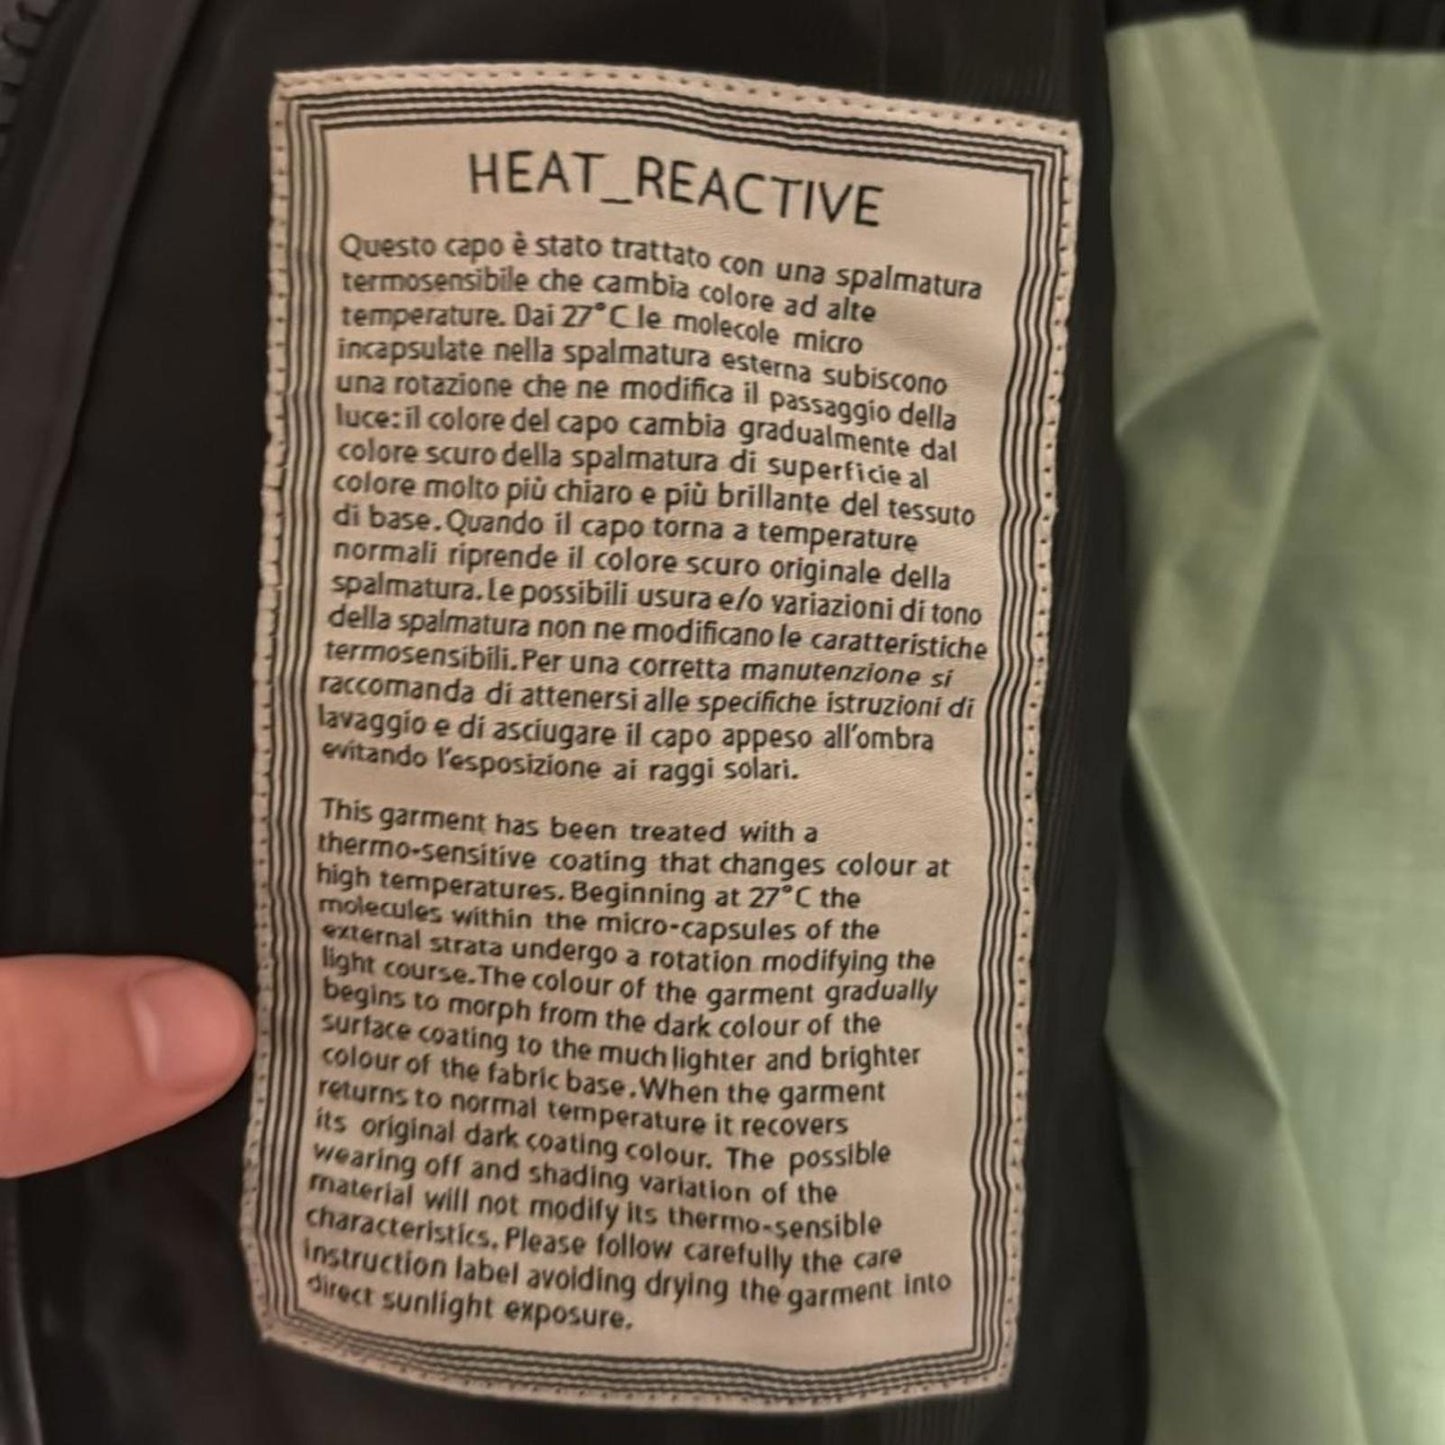 HEAT_REACTIVE
Questo capo è stato trattato con una spalmatura
termosensibile che cambia colore ad alte
temperature. Dai 27°C le molecole micro
incapsulate nella spalmatura esterna subiscono
una rotazione che ne modifica il passaggio della
luce: il colore del capo cambia gradualmente dal
colore scuro della spalmatura di superficie al
colore molto più chiaro e più brillante del tessuto
di base. Quando il capo torna a temperature
normali riprende il colore scuro originale della
spalmatura. Le possibili usura e/o variazioni di tono
della spalmatura non ne modificano le caratteristiche
termosensibili. Per una corretta manutenzione si
raccomanda di attenersi alle specifiche istruzioni di
lavaggio e di asciugare il capo appeso all'ombra
evitando l'esposizione ai raggi solari.
This garment has been treated with a
thermo-sensitive coating that changes colour at
high temperatures. Beginning at 27°C the
molecules within the micro-capsules of the
external strata undergo a rotation modifying the
light course. The colour of the garment gradually
begins to morph from the dark colour of the
surface coating to the much lighter and brighter
colour of the fabric base. When the garment
returns to normal temperature it recovers
its original dark coating colour. The possible
wearing off and shading variation of the
material will not modify its thermo-sensible
characteristics. Please follow carefully the care
instruction label avoiding drying the garment into
direct sunlight exposure.